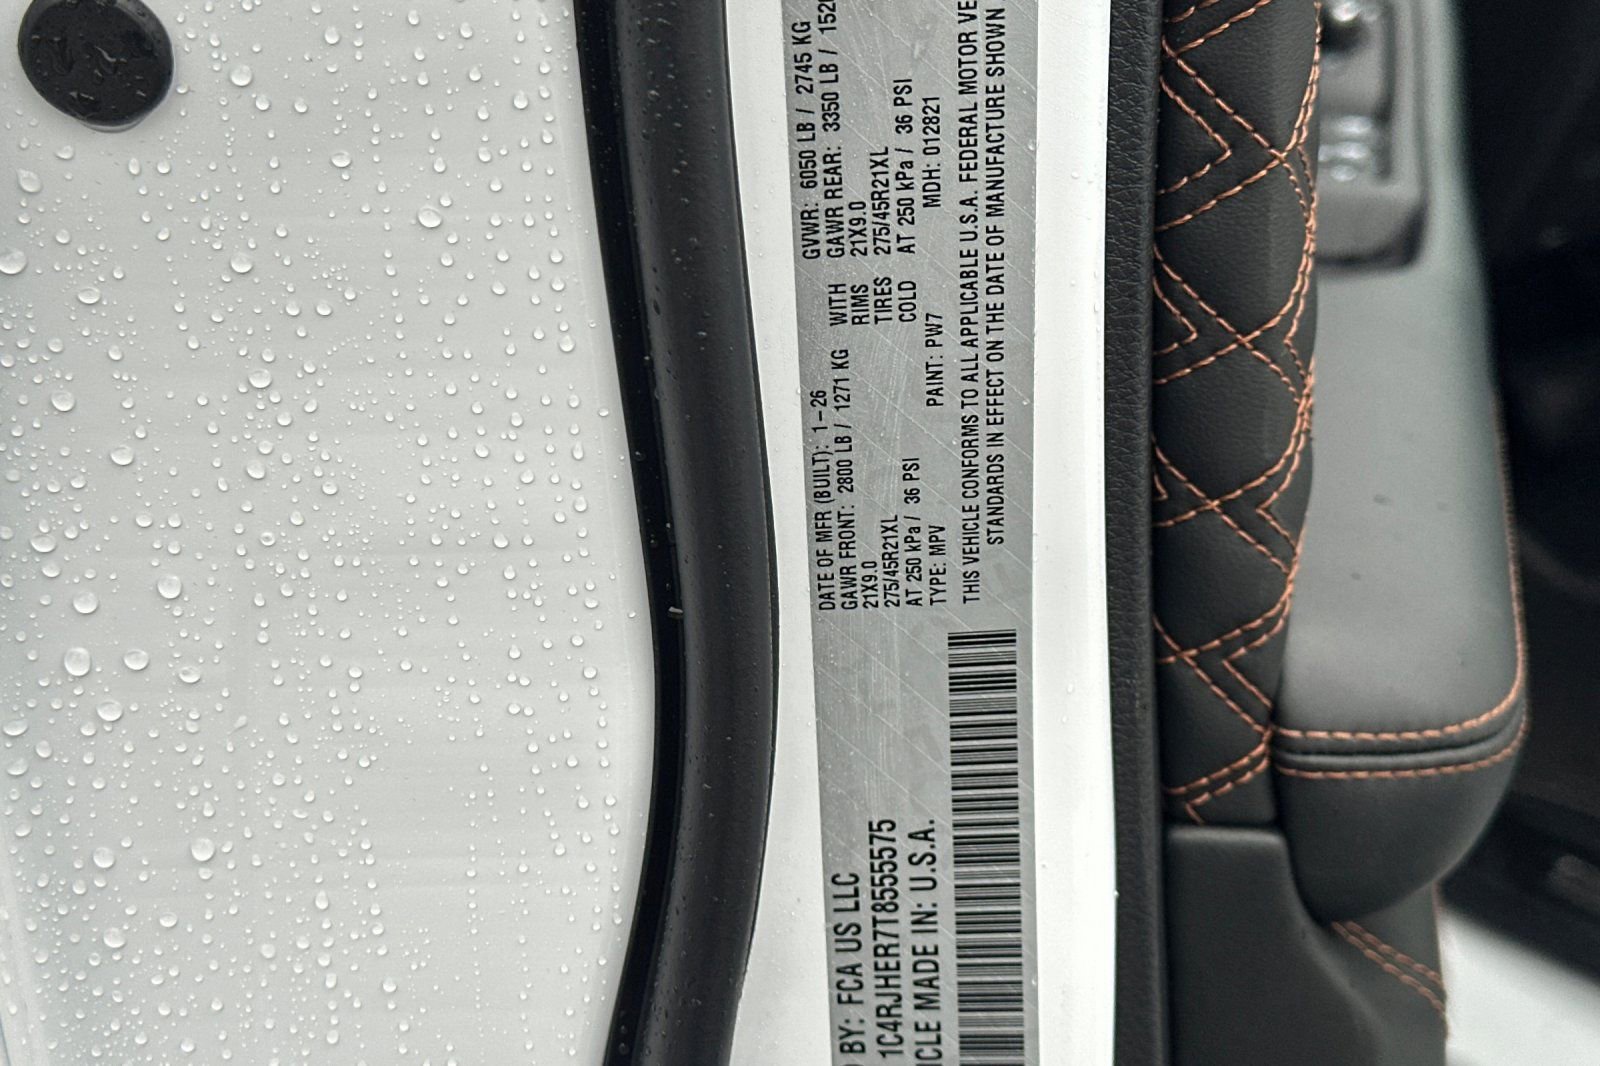 DATE OF MFR (BUILT): 1-26 GVWR: 6050 LB / 2745 KG
GAWR FRONT: 2800 LB / 1271 KG WITH GAWR REAR: 3350 LB /
21X9.0 RIMS 21X9.0
275/45R21XL TIRES 275/45R21XL
AT 250 kPa / 36 PSI COLD AT 250 kPa / 36 PSI
TYPE: MPV PAINT: PW7 MDH: 012821
THIS VEHICLE CONFORMS TO ALL APPLICABLE U.S.A. FEDERAL MOTOR VE
STANDARDS IN EFFECT ON THE DATE OF MANUFACTURE SHOWN
BY: FCA US LLC
1C4RJHER7T8555575
ICLE MADE IN: U.S.A.